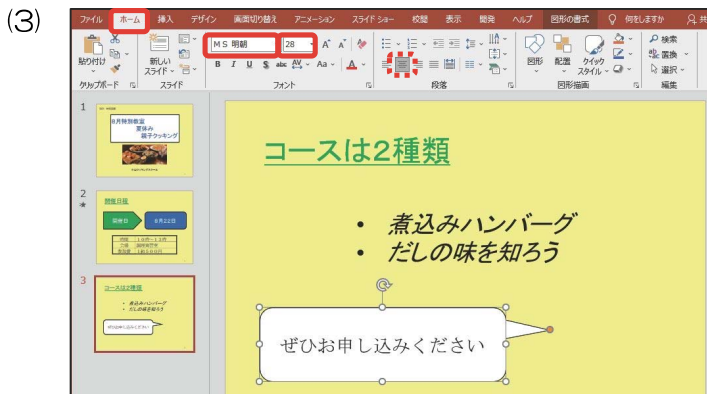 (3)
ファイル ホーム 挿入 デザイン 画面切り替え アニメーション スライド ショー 校閲 表示 開発 ヘルプ 図形の書式 何をしますか 共
貼り付け
新しい
スライド
MS 明朝 28
B I U S abc AV Aa A
図形 配置 クイック
スタイル
検索
置換
選択
クリップボード スライド フォント 段落 図形描画 編集
1
8月特別教室
夏休み
親子クッキング
2
開催日程
開催日 8月22日
3
コースは2種類
• 煮込みハンバーグ
• だしの味を知ろう
ぜひお申し込みください
コースは2種類
• 煮込みハンバーグ
• だしの味を知ろう
ぜひお申し込みください